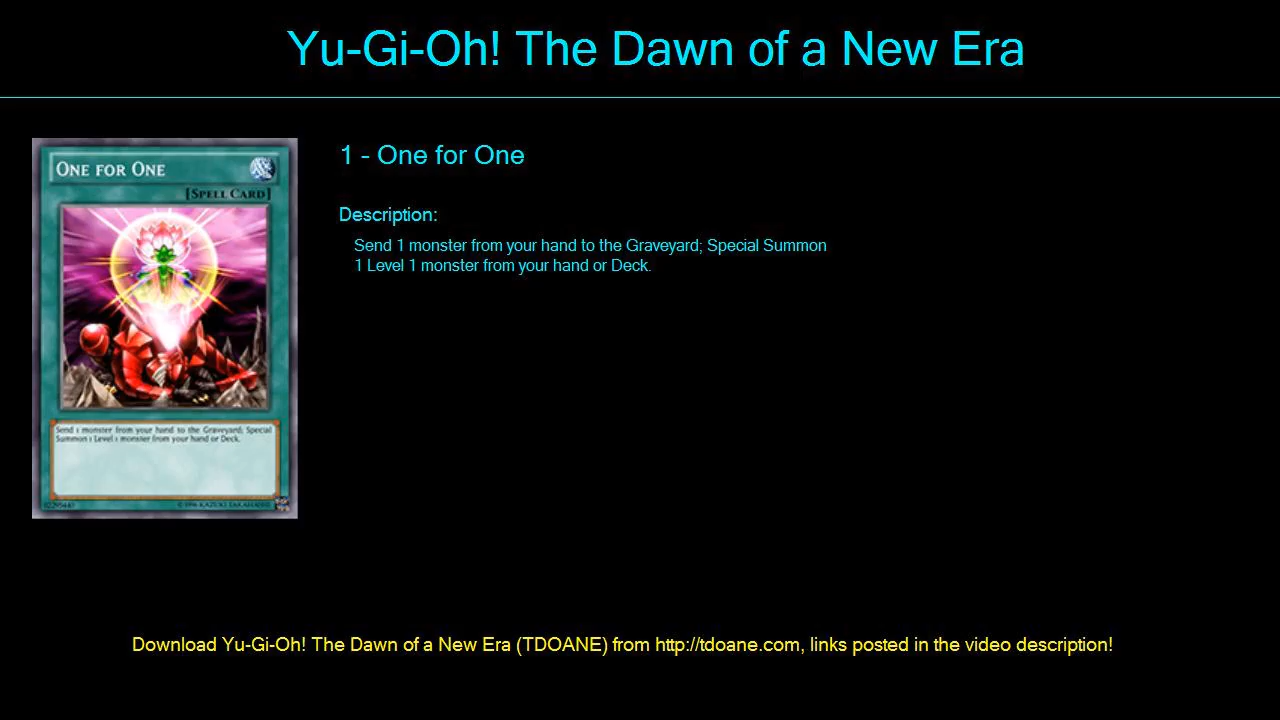 Yu-Gi-Oh! The Dawn of a New Era
One for One
[Spell Card]
Send 1 monster from your hand to the Graveyard; Special
Summon 1 Level 1 monster from your hand or Deck.
©1996 KAZUKI TAKAHASHI
1 - One for One
Description:
Send 1 monster from your hand to the Graveyard; Special Summon
1 Level 1 monster from your hand or Deck.
Download Yu-Gi-Oh! The Dawn of a New Era (TDOANE) from http://tdoane.com, links posted in the video description!